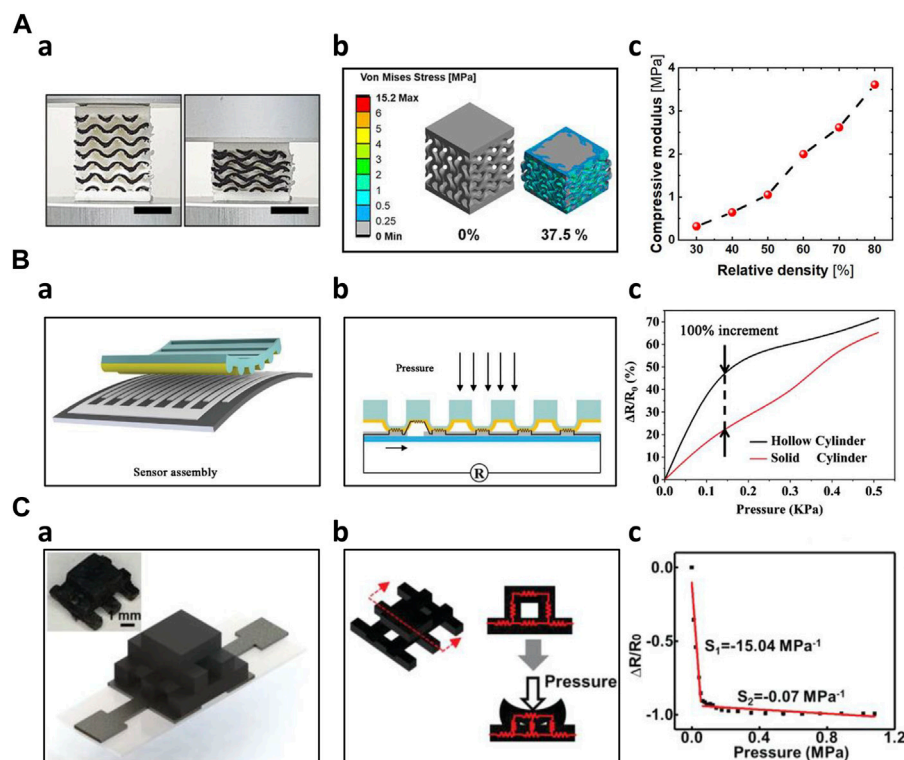 A
a
b
c
Von Mises Stress [MPa]
15.2 Max
6
5
4
3
2
1
0.5
0.25
0 Min
0%
37.5 %
Compressive modulus [MPa]
4
3
2
1
0
30 40 50 60 70 80
Relative density [%]
B
a
b
c
Sensor assembly
Pressure
R
ΔR/R0 (%)
70
60
50
40
30
20
10
0
100% increment
Hollow Cylinder
Solid Cylinder
0.0 0.1 0.2 0.3 0.4 0.5
Pressure (KPa)
C
a
b
c
1 mm
Pressure
ΔR/R0
0.0
-0.5
-1.0
S1=-15.04 MPa-1
S2=-0.07 MPa-1
0.0 0.4 0.8 1.2
Pressure (MPa)